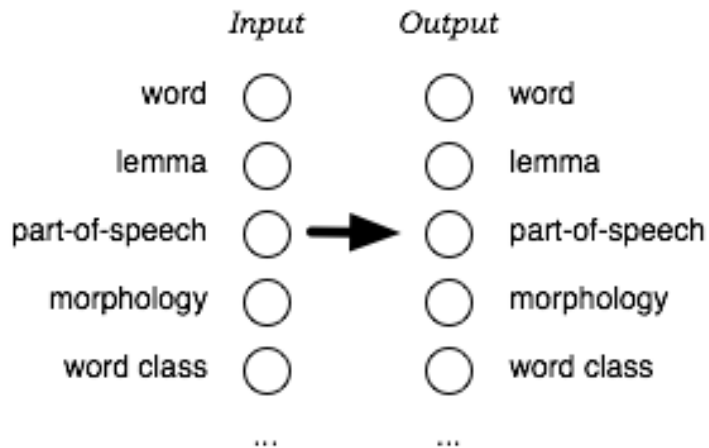 Input Output
word word
lemma lemma
part-of-speech part-of-speech
morphology morphology
word class word class
... ...